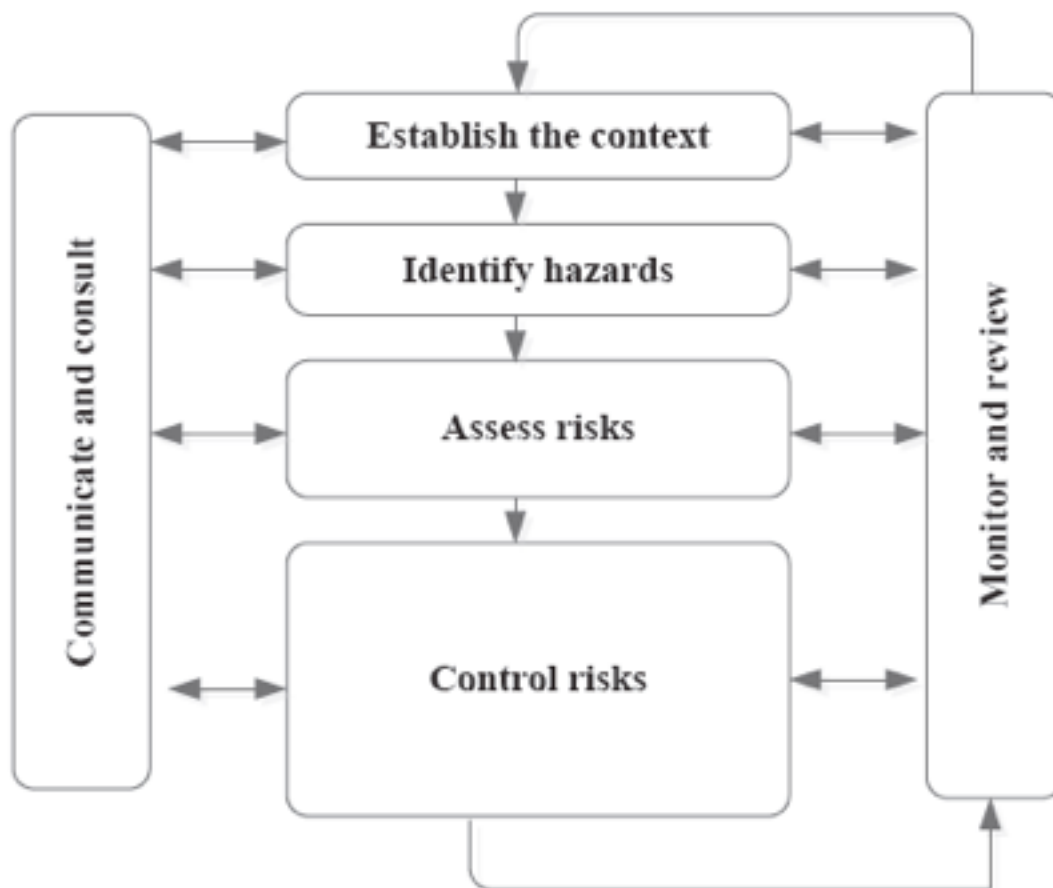 Establish the context
Identify hazards
Assess risks
Control risks
Communicate and consult
Monitor and review